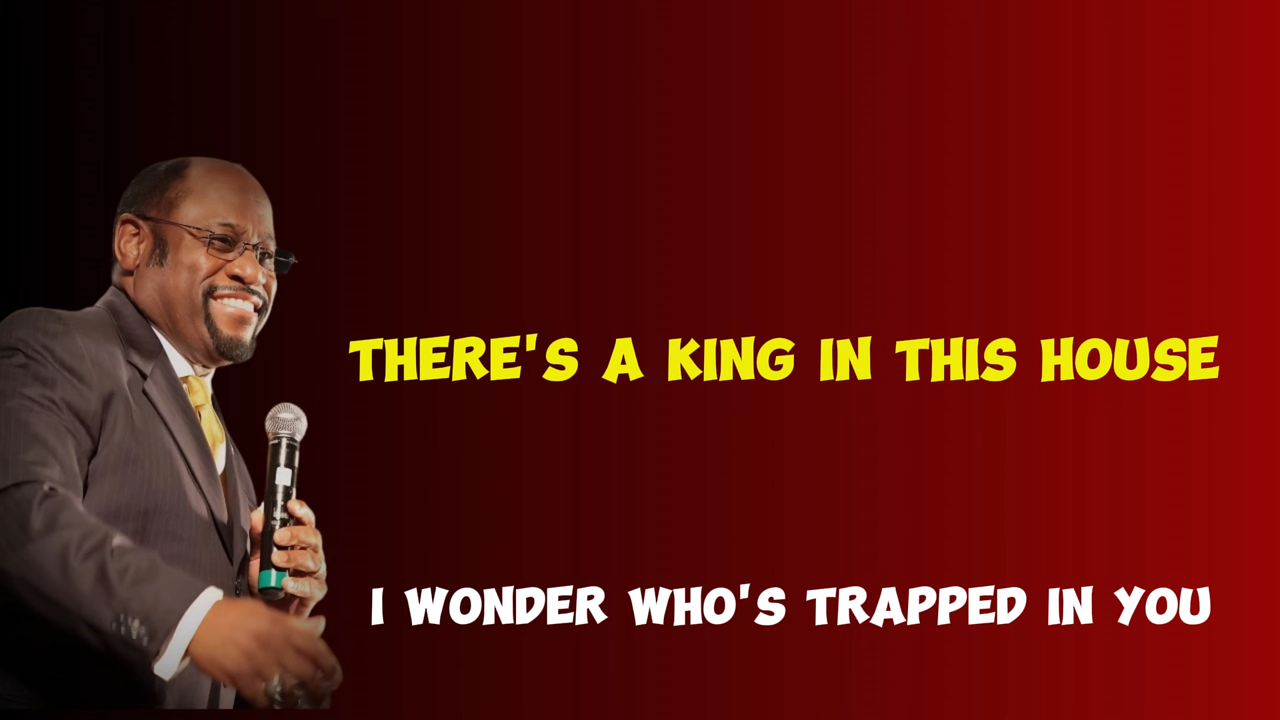 THERE'S A KING IN THIS HOUSE
I WONDER WHO'S TRAPPED IN YOU